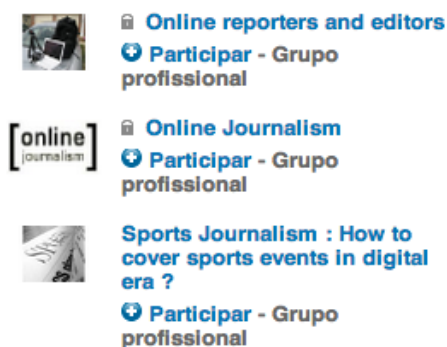 Online reporters and editors
Participar - Grupo
profissional
[online
journalism]
Online Journalism
Participar - Grupo
profissional
Sports Journalism : How to
cover sports events in digital
era ?
Participar - Grupo
profissional